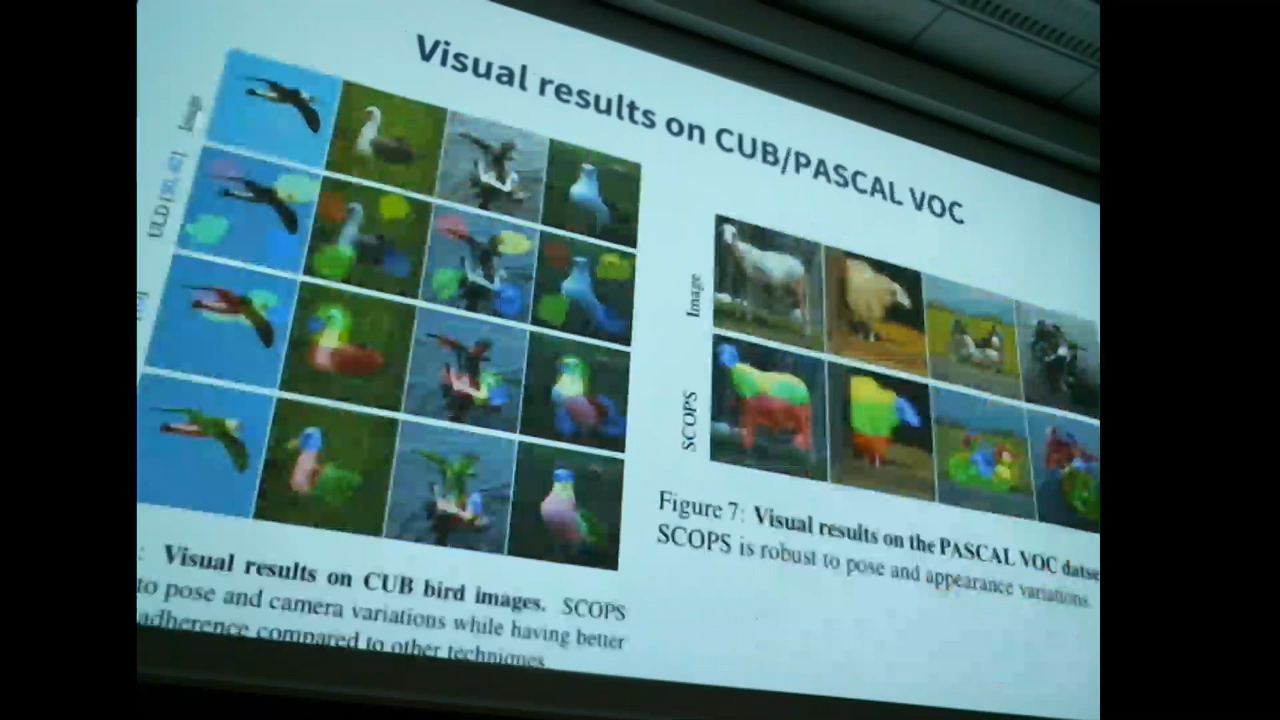 Visual results on CUB/PASCAL VOC
Image
ULD
Image
SCOPS
: Visual results on CUB bird images. SCOPS
to pose and camera variations while having better
adherence compared to other techniques
Figure 7: Visual results on the PASCAL VOC datase
SCOPS is robust to pose and appearance variations.